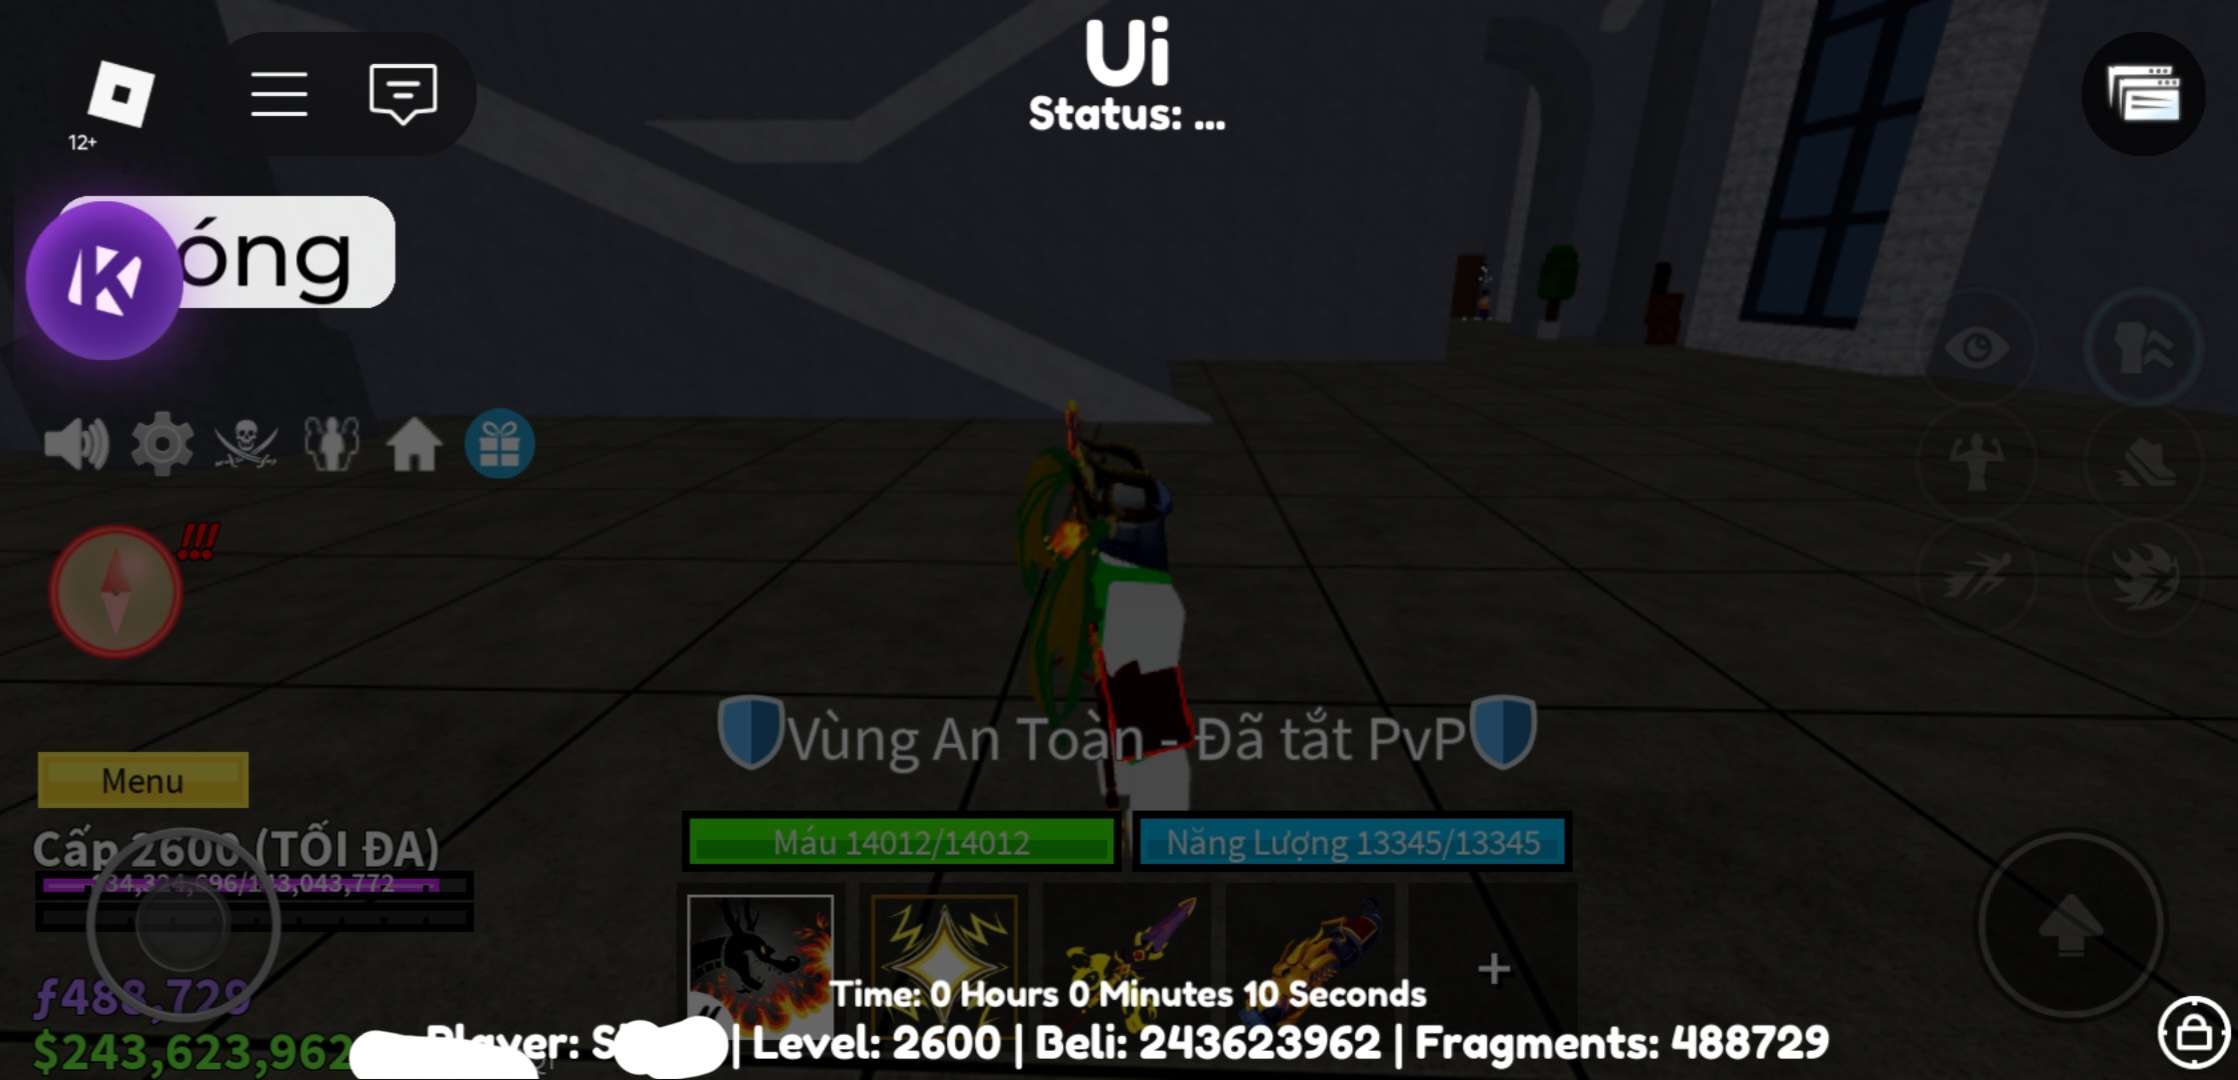 Ui
Status: ...
12+
óng
!!!
Vùng An Toàn - Đã tắt PvP
Menu
Cấp 2600 (TỐI ĐA)
Máu 14012/14012
Năng Lượng 13345/13345
ƒ488,729
+
Time: 0 Hours 0 Minutes 10 Seconds
$243,623,962
Player: S | Level: 2600 | Beli: 243623962 | Fragments: 488729